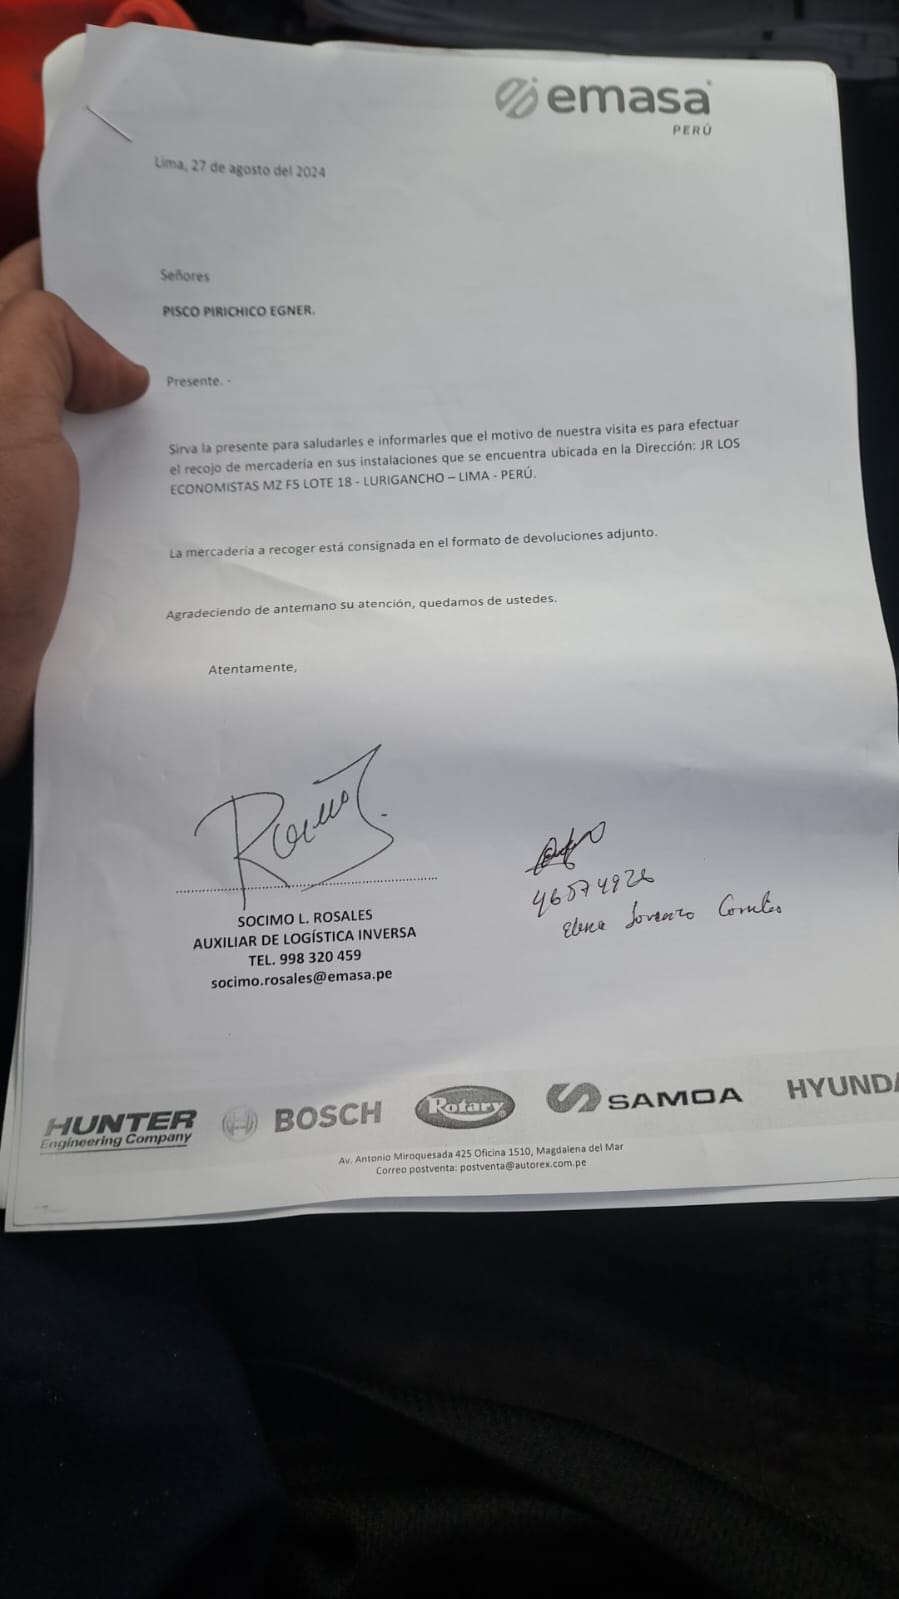 emasa
PERÚ
Lima, 27 de agosto del 2024
Señores
PISCO PIRICHICO EGNER.
Presente. -
Sirva la presente para saludarles e informarles que el motivo de nuestra visita es para efectuar
el recojo de mercadería en sus instalaciones que se encuentra ubicada en la Dirección: JR LOS
ECONOMISTAS MZ F5 LOTE 18 - LURIGANCHO – LIMA - PERÚ.
La mercadería a recoger está consignada en el formato de devoluciones adjunto.
Agradeciendo de antemano su atención, quedamos de ustedes.
Atentamente,
SOCIMO L. ROSALES
AUXILIAR DE LOGÍSTICA INVERSA
TEL. 998 320 459
socimo.rosales@emasa.pe
Elena
HUNTER
Engineering Company
BOSCH
Rotary
SAMOA
HYUNDA
Av. Antonio Miroquesada 425 Oficina 1510, Magdalena del Mar
Correo postventa: postventa@autorex.com.pe